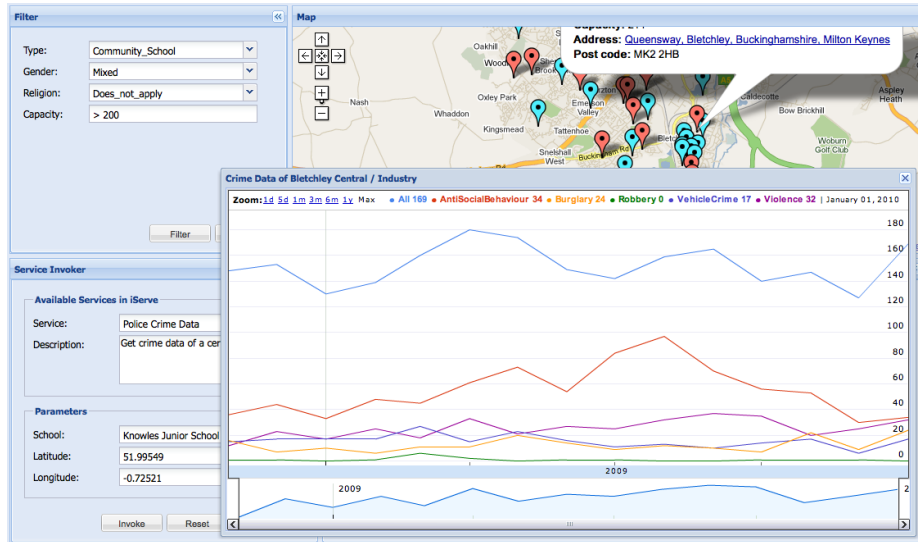 Filter
Type:
Community_School
Gender:
Mixed
Religion:
Does_not_apply
Capacity:
> 200
Filter
Map
Address: Queensway, Bletchley, Buckinghamshire, Milton Keynes
Post code: MK2 2HB
Oakhill
Oxley Park
Nash
Whaddon
Emerson
Valley
Kingsmead
Tattenhoe
Snelshall
West
Buckingham Rd
Caldecotte
Bow Brickhill
Aspley
Heath
Woburn
Golf Club
Crime Data of Bletchley Central / Industry
Zoom: 1d 5d 1m 3m 6m 1y Max • All 169 • AntiSocialBehaviour 34 • Burglary 24 • Robbery 0 • VehicleCrime 17 • Violence 32 | January 01, 2010
180
160
140
120
100
80
60
40
20
0
2009
2009
2
Service Invoker
Available Services in iServe
Service:
Police Crime Data
Description:
Get crime data of a cer
Parameters
School:
Knowles Junior School
Latitude:
51.99549
Longitude:
-0.72521
Invoke
Reset